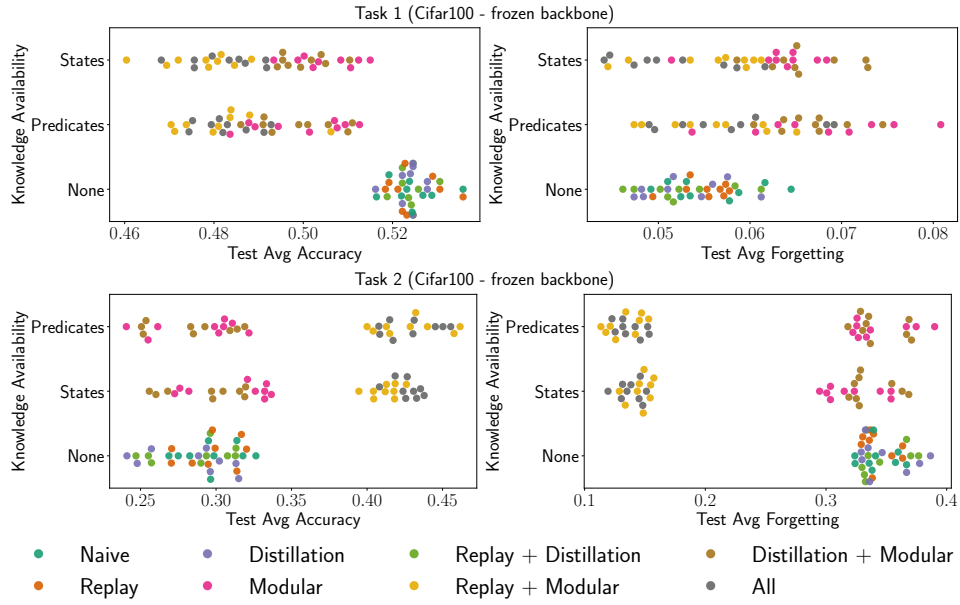 Task 1 (Cifar100 - frozen backbone)
Knowledge Availability
States
Predicates
None
0.46 0.48 0.50 0.52
Test Avg Accuracy
Knowledge Availability
States
Predicates
None
0.05 0.06 0.07 0.08
Test Avg Forgetting
Task 2 (Cifar100 - frozen backbone)
Knowledge Availability
Predicates
States
None
0.25 0.30 0.35 0.40 0.45
Test Avg Accuracy
Knowledge Availability
Predicates
States
None
0.1 0.2 0.3 0.4
Test Avg Forgetting
Naive Distillation Replay + Distillation Distillation + Modular
Replay Modular Replay + Modular All